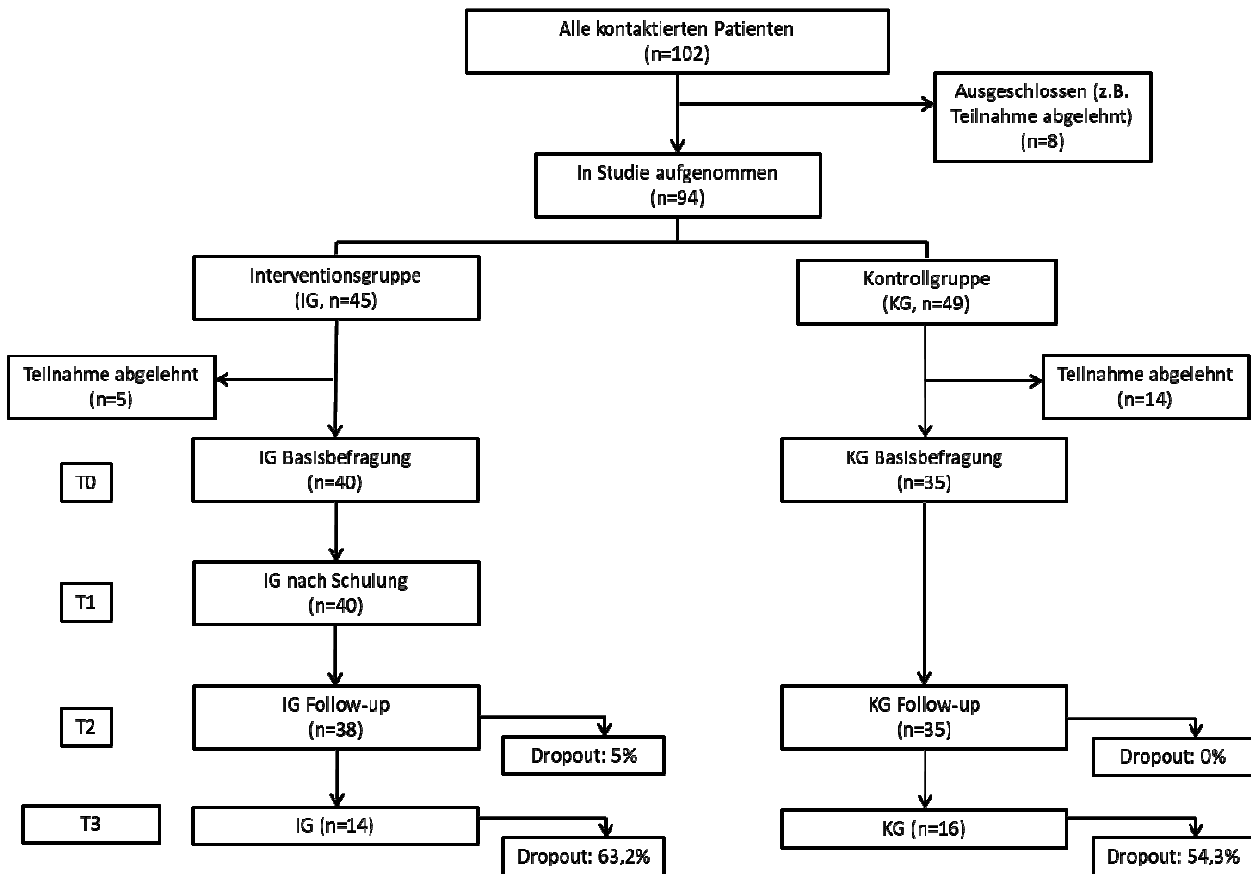 Alle kontaktierten Patienten
(n=102)
Ausgeschlossen (z.B.
Teilnahme abgelehnt)
(n=8)
In Studie aufgenommen
(n=94)
Interventionsgruppe
(IG, n=45)
Kontrollgruppe
(KG, n=49)
Teilnahme abgelehnt
(n=5)
Teilnahme abgelehnt
(n=14)
T0
IG Basisbefragung
(n=40)
KG Basisbefragung
(n=35)
T1
IG nach Schulung
(n=40)
T2
IG Follow-up
(n=38)
Dropout: 5%
KG Follow-up
(n=35)
Dropout: 0%
T3
IG (n=14)
Dropout: 63,2%
KG (n=16)
Dropout: 54,3%